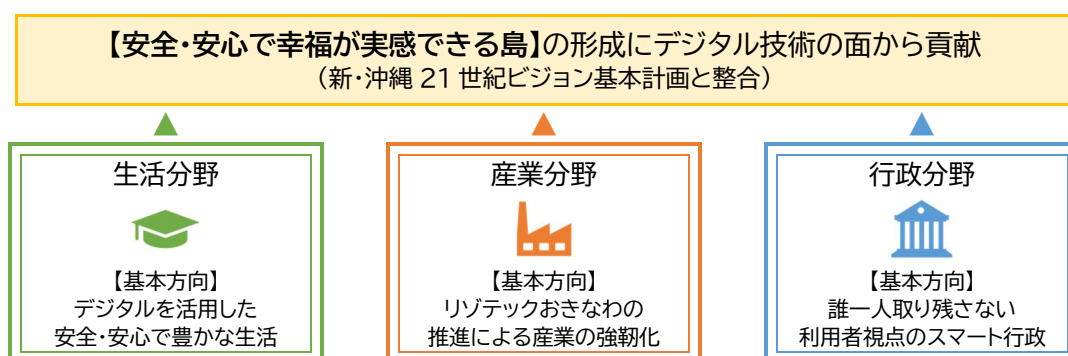 【安全・安心で幸福が実感できる島】の形成にデジタル技術の面から貢献
（新・沖縄 21 世紀ビジョン基本計画と整合）
生活分野
【基本方向】
デジタルを活用した
安全・安心で豊かな生活
産業分野
【基本方向】
リゾテックおきなわの
推進による産業の強靭化
行政分野
【基本方向】
誰一人取り残さない
利用者視点のスマート行政